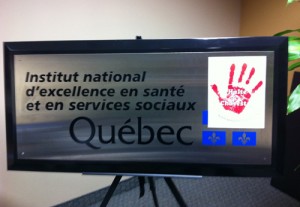 Institut national
d'excellence en santé
et en services sociaux
Québec